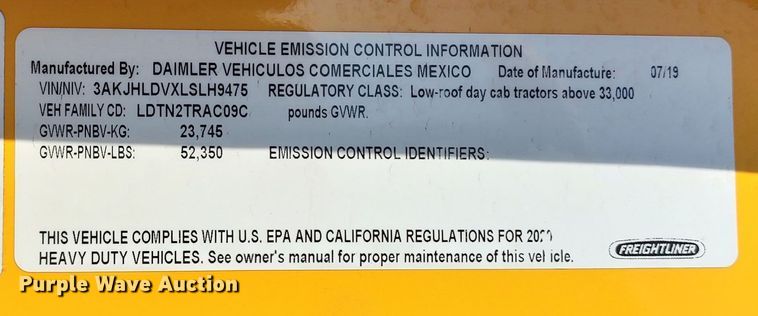 VEHICLE EMISSION CONTROL INFORMATION
Manufactured By: DAIMLER VEHICULOS COMERCIALES MEXICO Date of Manufacture: 07/19
VIN/NIV: 3AKJHLDVXLSLH9475 REGULATORY CLASS: Low-roof day cab tractors above 33,000
VEH FAMILY CD: LDTN2TRAC09C pounds GVWR.
GVWR-PNBV-KG: 23,745
GVWR-PNBV-LBS: 52,350 EMISSION CONTROL IDENTIFIERS:
THIS VEHICLE COMPLIES WITH U.S. EPA AND CALIFORNIA REGULATIONS FOR
HEAVY DUTY VEHICLES. See owner's manual for proper maintenance of this vehicle.
FREIGHTLINER
Purple Wave Auction